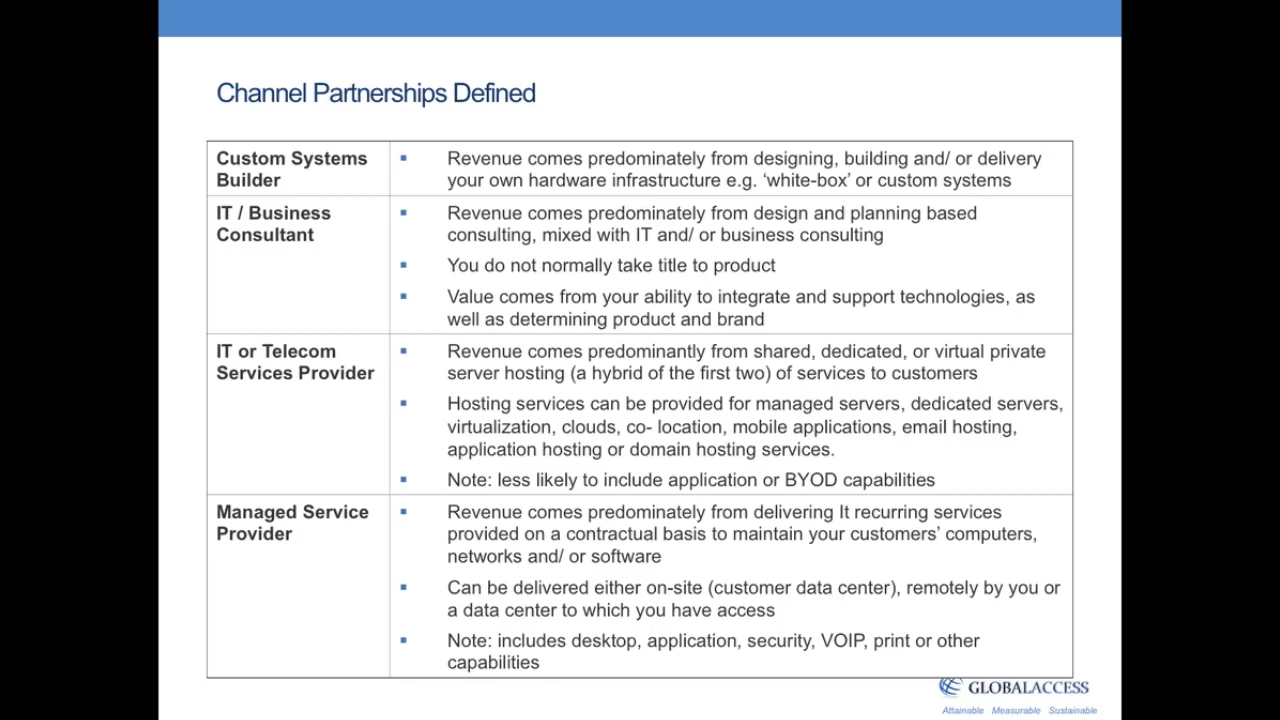 Channel Partnerships Defined
Custom Systems
Builder
▪ Revenue comes predominately from designing, building and/ or delivery
your own hardware infrastructure e.g. ‘white-box’ or custom systems
IT / Business
Consultant
▪ Revenue comes predominately from design and planning based
consulting, mixed with IT and/ or business consulting
▪ You do not normally take title to product
▪ Value comes from your ability to integrate and support technologies, as
well as determining product and brand
IT or Telecom
Services Provider
▪ Revenue comes predominantly from shared, dedicated, or virtual private
server hosting (a hybrid of the first two) of services to customers
▪ Hosting services can be provided for managed servers, dedicated servers,
virtualization, clouds, co- location, mobile applications, email hosting,
application hosting or domain hosting services.
▪ Note: less likely to include application or BYOD capabilities
Managed Service
Provider
▪ Revenue comes predominately from delivering It recurring services
provided on a contractual basis to maintain your customers’ computers,
networks and/ or software
▪ Can be delivered either on-site (customer data center), remotely by you or
a data center to which you have access
▪ Note: includes desktop, application, security, VOIP, print or other
capabilities
GLOBALACCESS
Attainable Measurable Sustainable